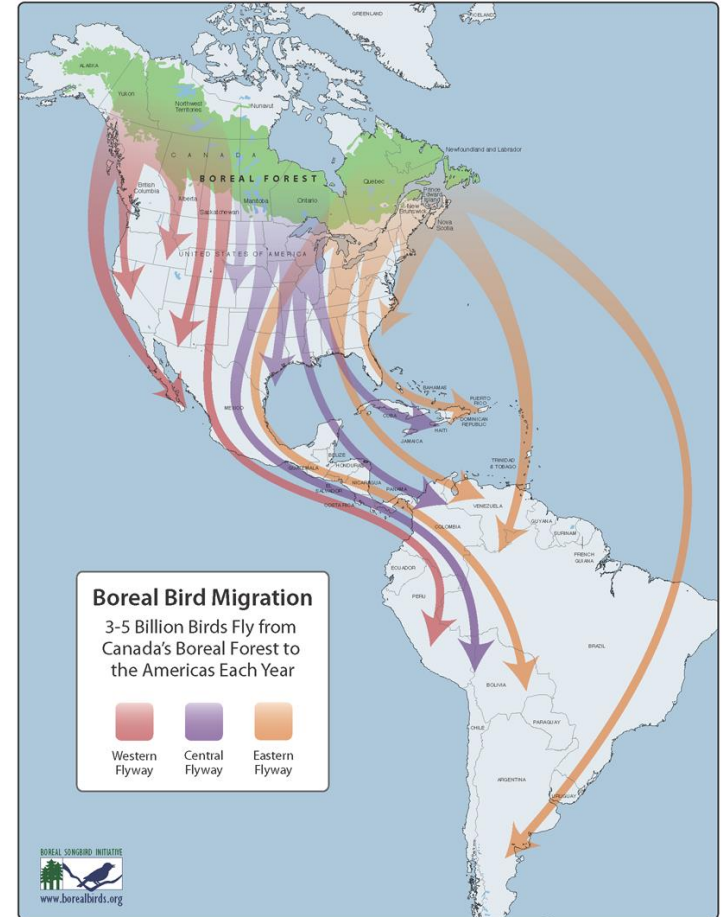 GREENLAND
ICELAND
ALASKA
Yukon
Northwest
Territories
Nunavut
CANADA
BOREAL FOREST
Newfoundland and Labrador
British
Columbia
Alberta
Saskatchewan
Manitoba
Ontario
Quebec
Prince
Edward
Island
New
Brunswick
Nova
Scotia
UNITED STATES OF AMERICA
MEXICO
BAHAMAS
CUBA
PUERTO
RICO
DOMINICAN
REPUBLIC
HAITI
JAMAICA
BELIZE
GUATEMALA
HONDURAS
EL
SALVADOR
NICARAGUA
COSTA RICA
PANAMA
TRINIDAD
& TOBAGO
VENEZUELA
COLOMBIA
GUYANA
SURINAM
FRENCH
GUIANA
ECUADOR
PERU
BRAZIL
BOLIVIA
PARAGUAY
CHILE
ARGENTINA
URUGUAY
Boreal Bird Migration
3-5 Billion Birds Fly from
Canada's Boreal Forest to
the Americas Each Year
Western
Flyway
Central
Flyway
Eastern
Flyway
BOREAL SONGBIRD INITIATIVE
www.borealbirds.org